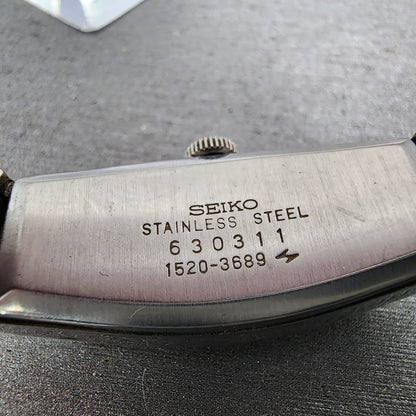 SEIKO
STAINLESS STEEL
630311
1520-3689